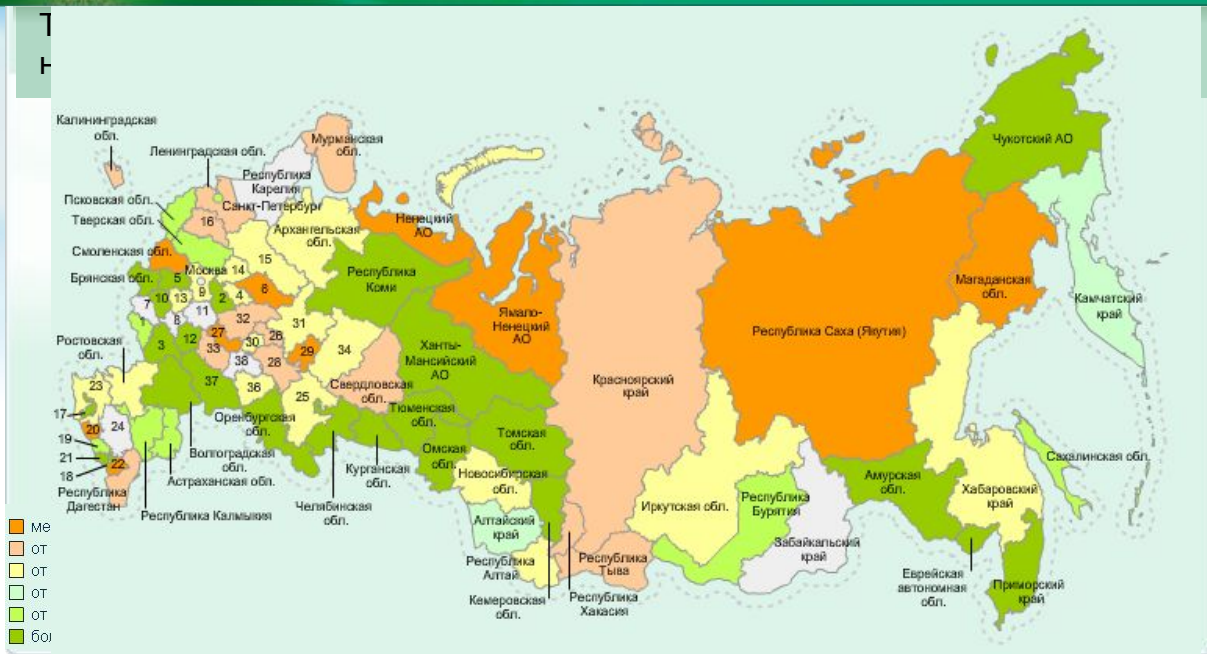 Т
н
Калининградская
обл.
Ленинградская обл.
Мурманская
обл.
Республика
Карелия
Псковская обл.
Тверская обл.
Санкт-Петербург
16
Ненецкий
АО
Архангельская
обл.
Чукотский АО
Смоленская обл.
15
Брянская обл.
5
Москва
14
Республика
Коми
6
Магаданская
обл.
7
10
13
9
2
4
Камчатский
край
1
8
11
32
31
Ямало-
Ненецкий
АО
Республика Саха (Якутия)
3
12
27
33
30
26
29
34
Ростовская
обл.
38
28
Ханты-
Мансийский
АО
23
37
36
25
Свердловская
обл.
Красноярский
край
17
20
24
Оренбургская
обл.
Тюменская
обл.
19
21
18
22
Волгоградская
обл.
Омская
обл.
Томская
обл.
Сахалинская обл.
Астраханская обл.
Курганская
обл.
Новосибирская
обл.
Амурская
обл.
Республика
Дагестан
Республика Калмыкия
Челябинская
обл.
Иркутская обл.
Республика
Бурятия
Хабаровский
край
Алтайский
край
Забайкальский
край
Республика
Алтай
Республика
Тыва
Еврейская
автономная
обл.
Приморский
край
Кемеровская
обл.
Республика
Хакасия
ме
от
от
от
от
бол